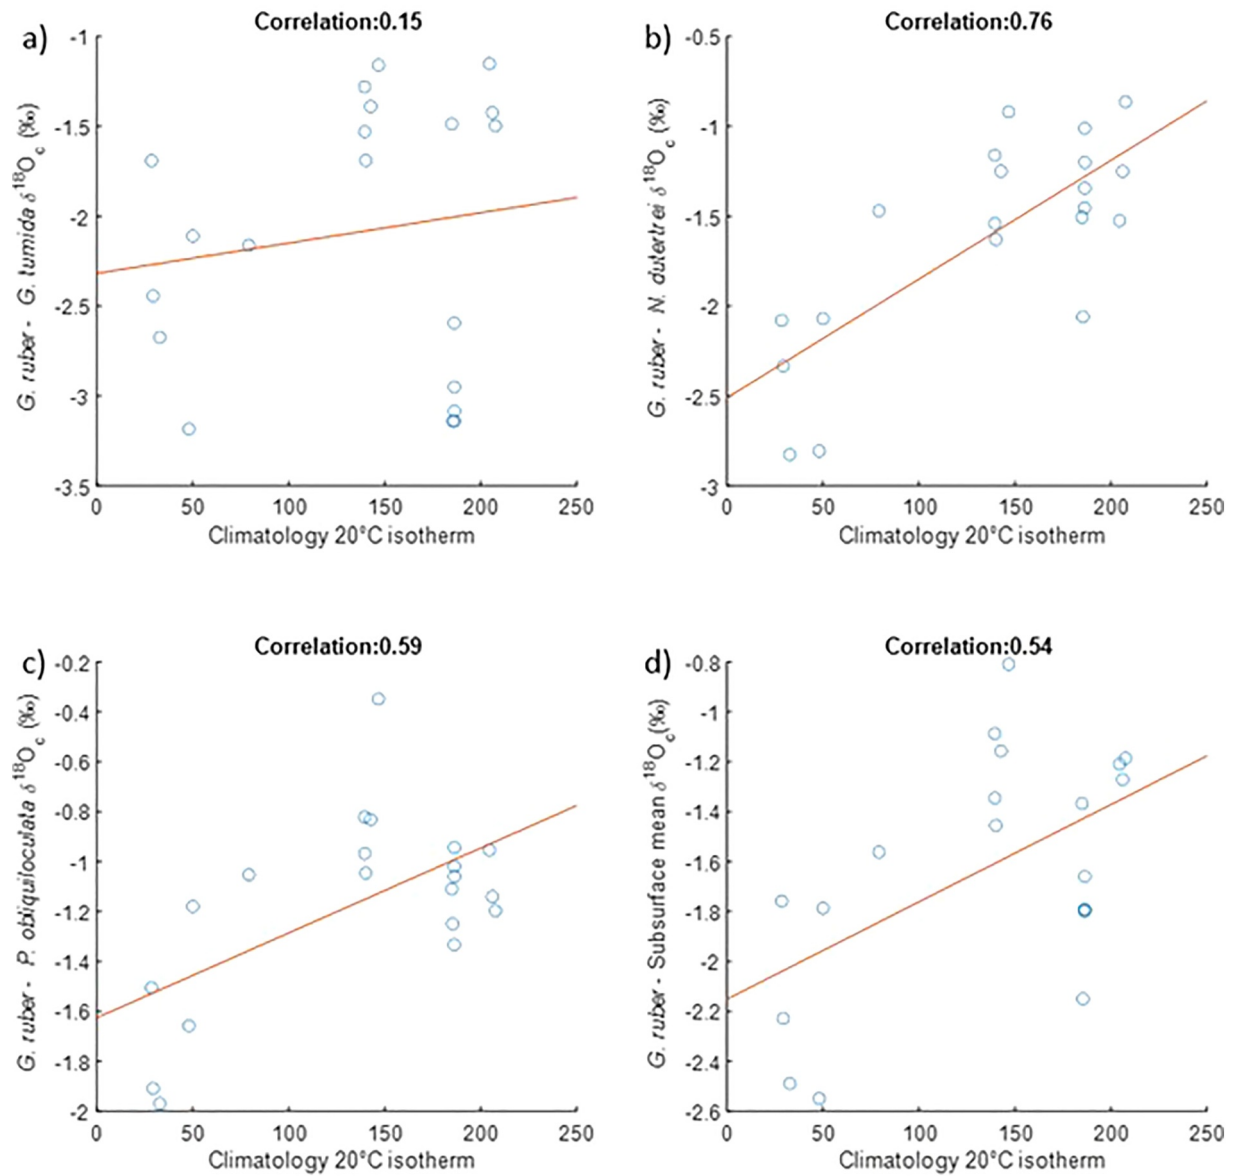 a)
Correlation:0.15
G. ruber - G. tumida δ¹⁸Oc (‰)
-1
-1.5
-2
-2.5
-3
-3.5
0 50 100 150 200 250
Climatology 20°C isotherm
b)
Correlation:0.76
G. ruber - N. dutertrei δ¹⁸Oc (‰)
-0.5
-1
-1.5
-2
-2.5
-3
0 50 100 150 200 250
Climatology 20°C isotherm
c)
Correlation:0.59
G. ruber - P. obliquiloculata δ¹⁸Oc (‰)
-0.2
-0.4
-0.6
-0.8
-1
-1.2
-1.4
-1.6
-1.8
-2
0 50 100 150 200 250
Climatology 20°C isotherm
d)
Correlation:0.54
G. ruber - Subsurface mean δ¹⁸Oc(‰)
-0.8
-1
-1.2
-1.4
-1.6
-1.8
-2
-2.2
-2.4
-2.6
0 50 100 150 200 250
Climatology 20°C isotherm